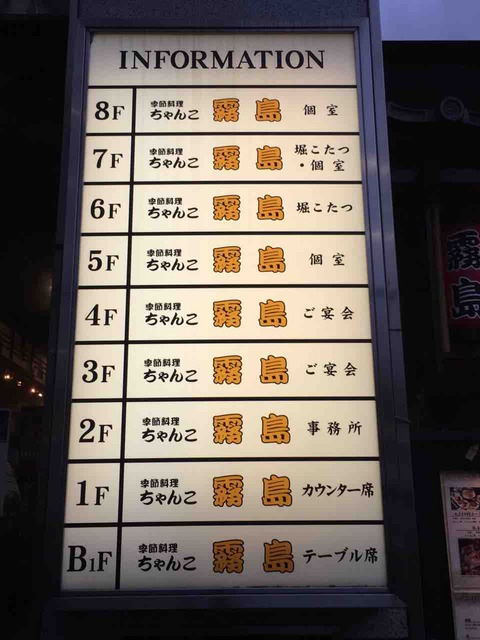 INFORMATION
8F 季節料理 ちゃんこ 霧島 個室
7F 季節料理 ちゃんこ 霧島 堀こたつ・個室
6F 季節料理 ちゃんこ 霧島 堀こたつ
5F 季節料理 ちゃんこ 霧島 個室
4F 季節料理 ちゃんこ 霧島 ご宴会
3F 季節料理 ちゃんこ 霧島 ご宴会
2F 季節料理 ちゃんこ 霧島 事務所
1F 季節料理 ちゃんこ 霧島 カウンター席
B1F 季節料理 ちゃんこ 霧島 テーブル席
霧島